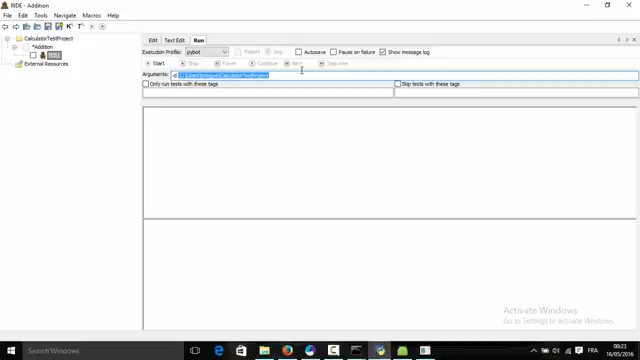 RIDE - Addition
File Edit Tools Navigate Macros Help
CalculatorTestProject
*Addition
External Resources
Edit Text Edit Run
Execution Profile: pybot Report Log Autosave Pause on failure Show message log
Start Stop Pause Continue Next Step over
Arguments:
Only run tests with these tags Skip tests with these tags
Activate Windows
Go to Settings to activate Windows.
Search Windows
FRA
00:23
16/05/2016